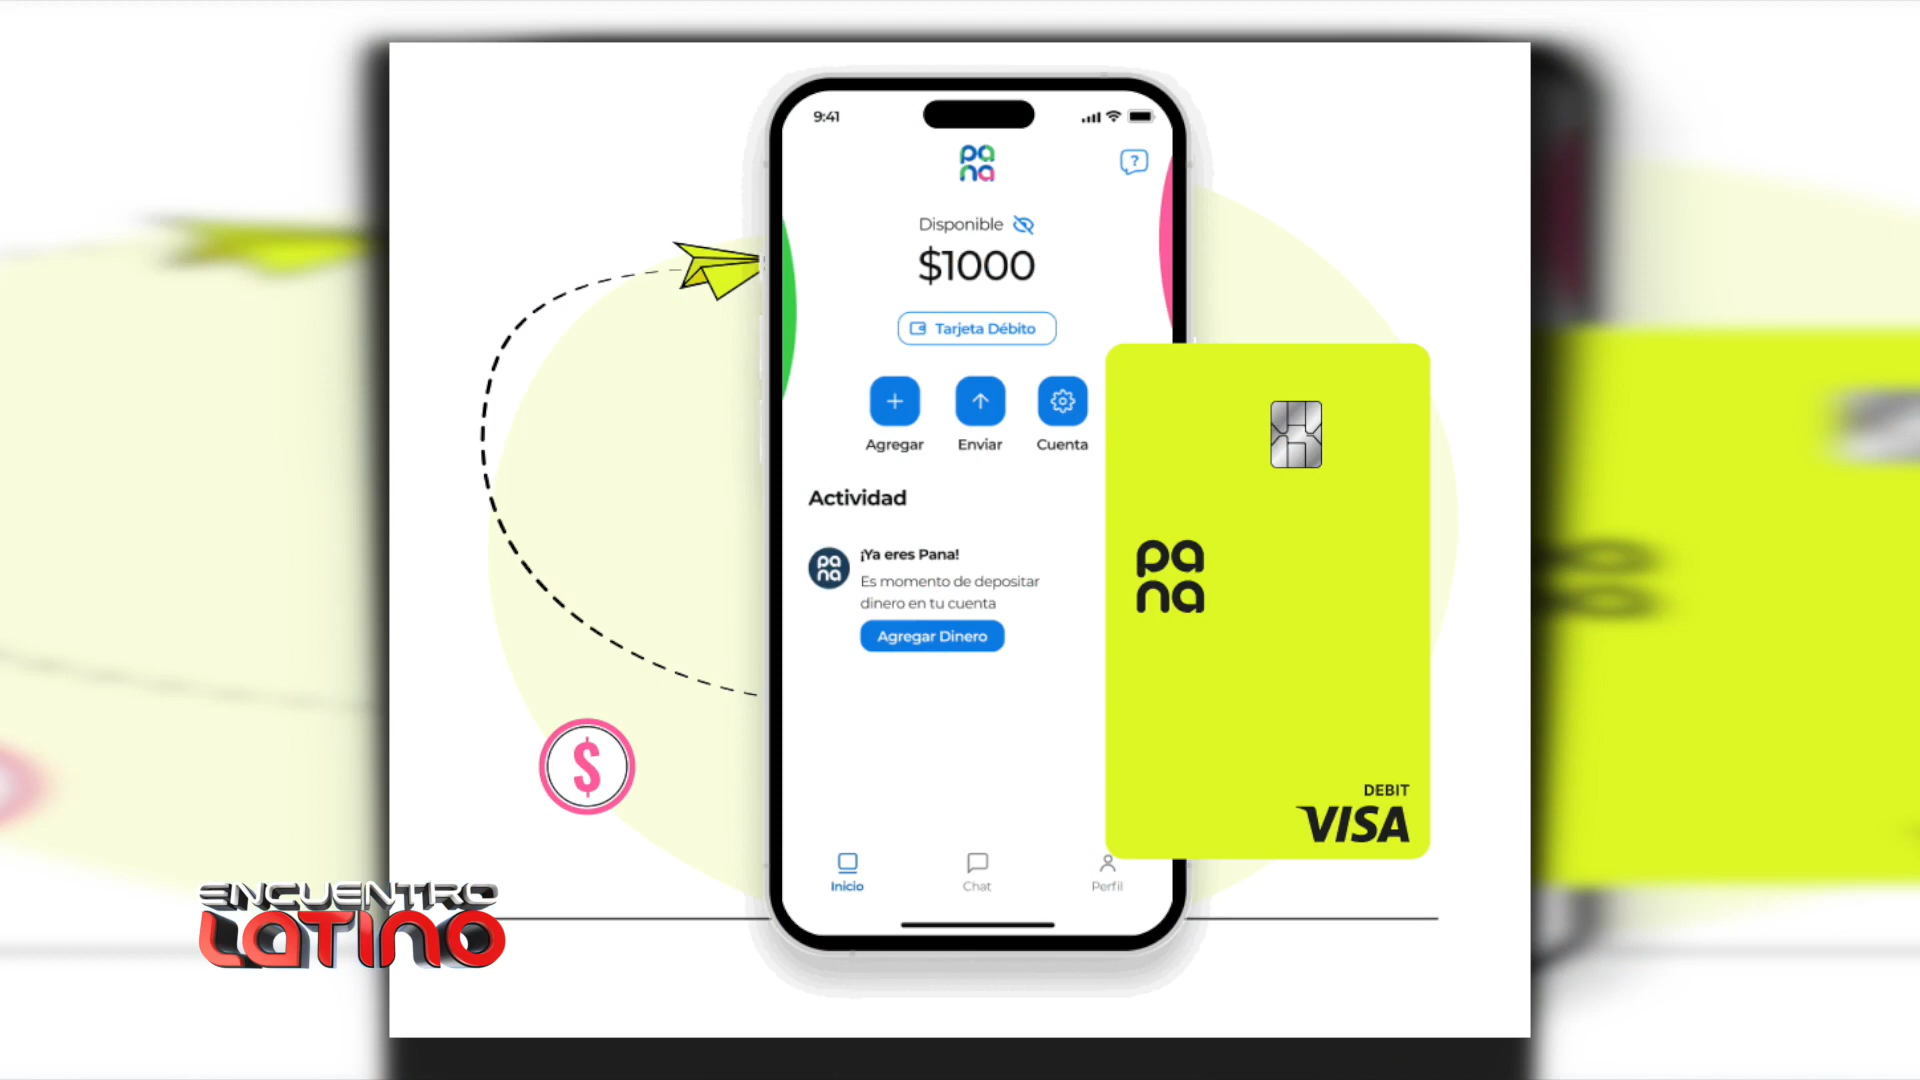 9:41
pa
na
?
Disponible
$1000
Tarjeta Débito
Agregar
Enviar
Cuenta
Actividad
pa
na
¡Ya eres Pana!
Es momento de depositar
dinero en tu cuenta
Agregar Dinero
pa
na
$
DEBIT
VISA
Inicio
Chat
Perfil
ENCUENTRO
LATINO